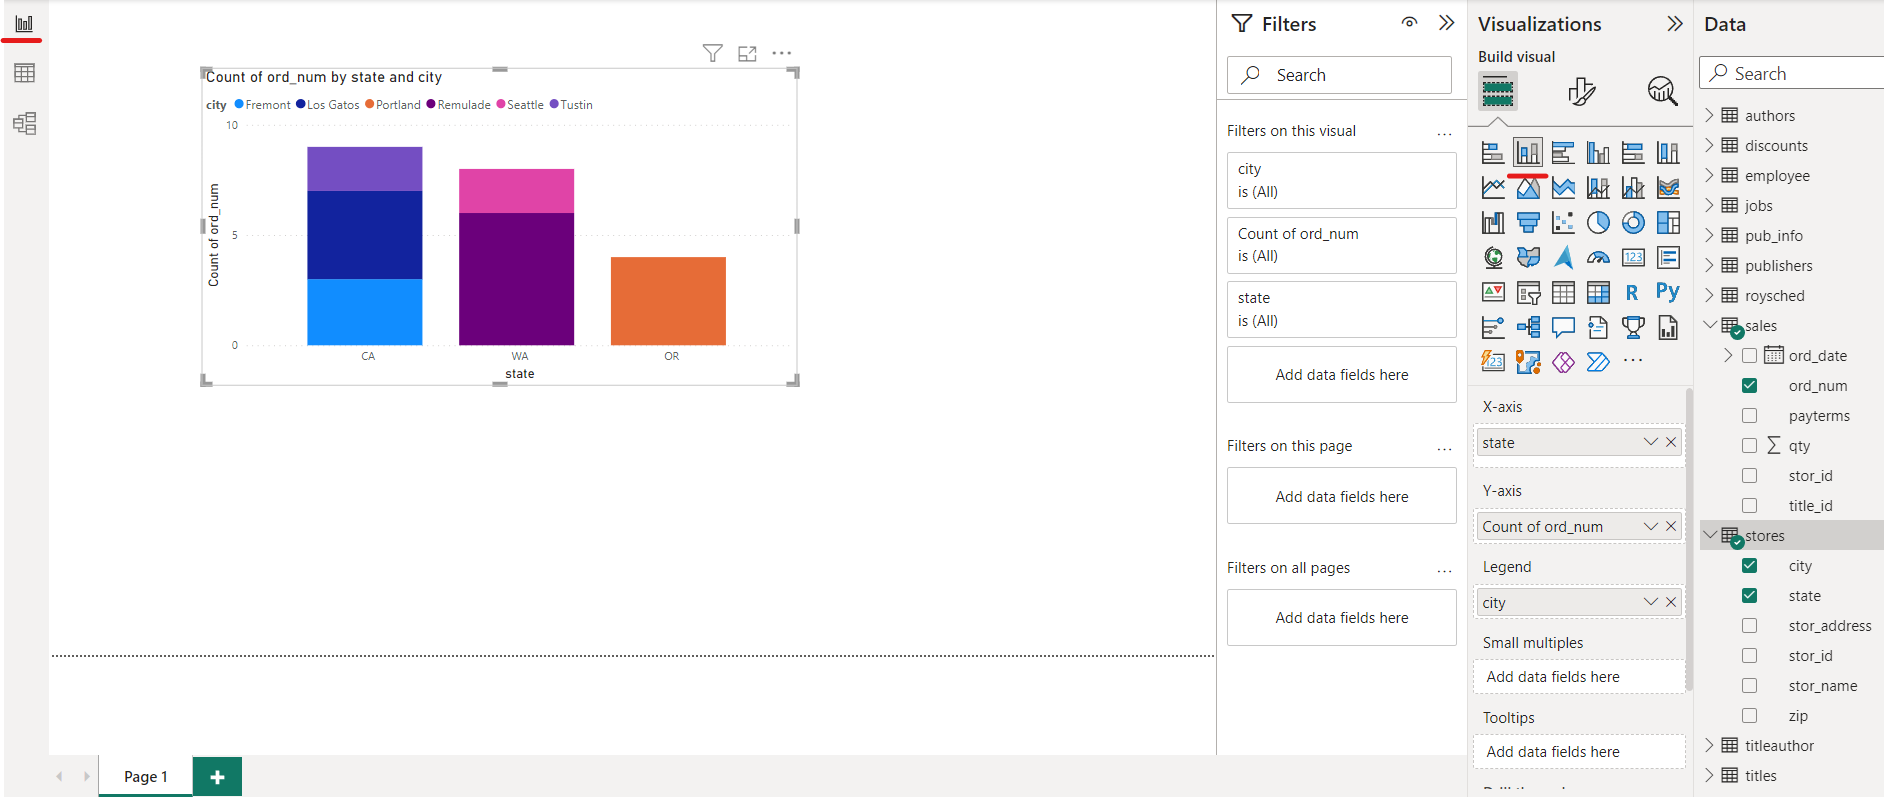 Count of ord_num by state and city
city Fremont Los Gatos Portland Remulade Seattle Tustin
10
5
0
Count of ord_num
CA WA OR
state
Page 1
Filters
Search
Filters on this visual ...
city
is (All)
Count of ord_num
is (All)
state
is (All)
Add data fields here
Filters on this page ...
Add data fields here
Filters on all pages ...
Add data fields here
Visualizations
Build visual
123
R Py
123
...
X-axis
state
Y-axis
Count of ord_num
Legend
city
Small multiples
Add data fields here
Tooltips
Add data fields here
Data
Search
authors
discounts
employee
jobs
pub_info
publishers
roysched
sales
ord_date
ord_num
payterms
Σ qty
stor_id
title_id
stores
city
state
stor_address
stor_id
stor_name
zip
titleauthor
titles